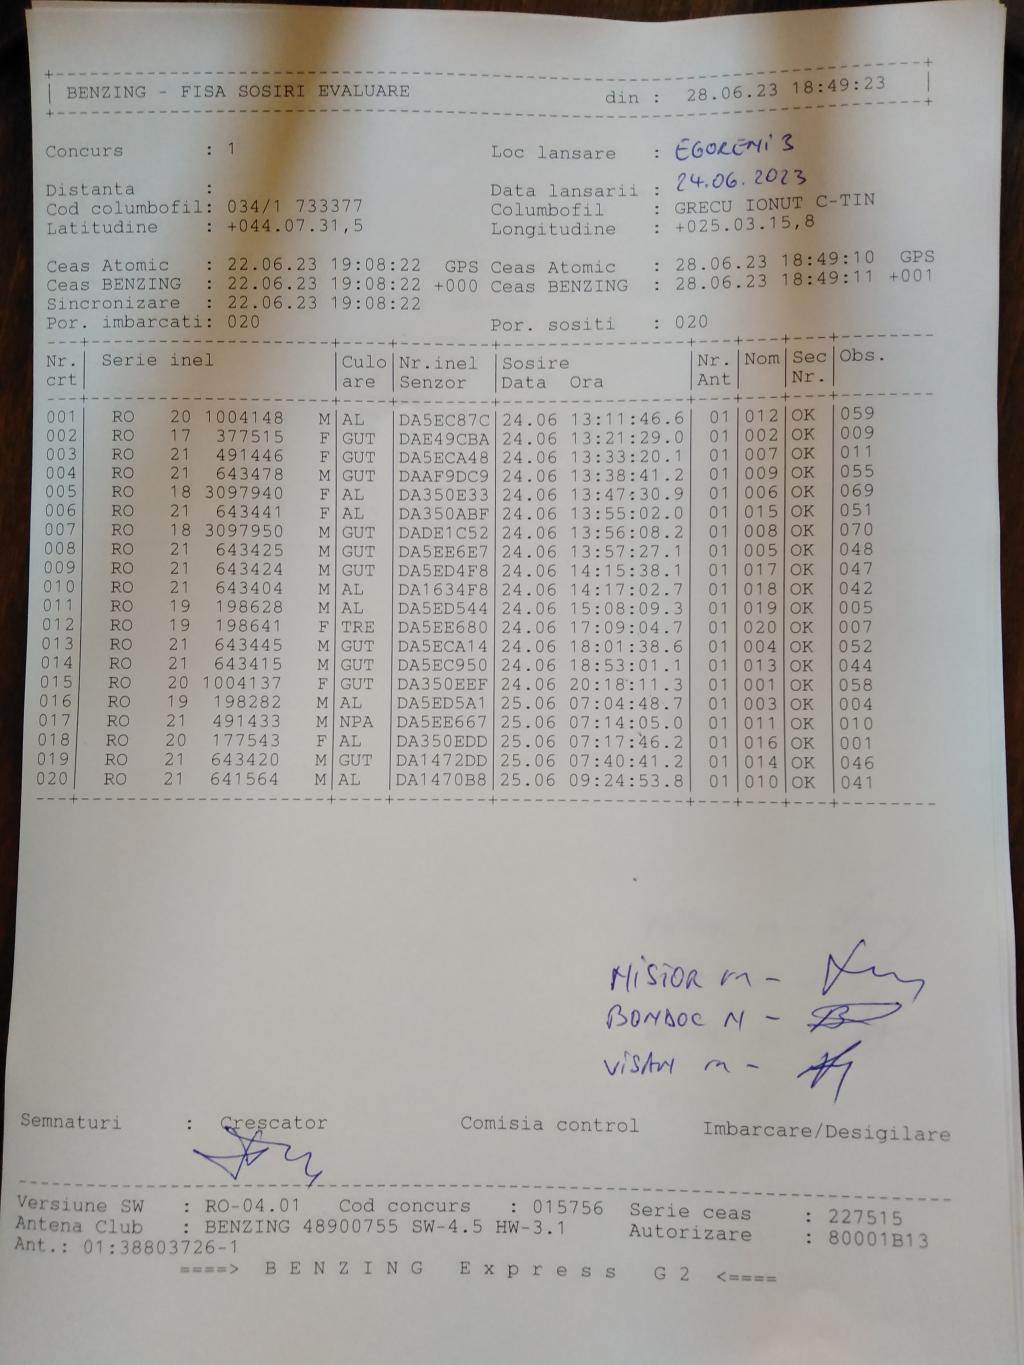 BENZING - FISA SOSIRI EVALUARE din : 28.06.23 18:49:23
Concurs : 1 Loc lansare : EGORENI 3
Distanta : Data lansarii : 24.06.2023
Cod columbofil: 034/1 733377 Columbofil : GRECU IONUT C-TIN
Latitudine : +044.07.31,5 Longitudine : +025.03.15,8
Ceas Atomic : 22.06.23 19:08:22 GPS Ceas Atomic : 28.06.23 18:49:10 GPS
Ceas BENZING : 22.06.23 19:08:22 +000 Ceas BENZING : 28.06.23 18:49:11 +001
Sincronizare : 22.06.23 19:08:22
Por. imbarcati: 020 Por. sositi : 020
Nr. Serie inel Culo Nr.inel Sosire Nr. Nom Sec Obs.
crt are Senzor Data Ora Ant Nr.
001 RO 20 1004148 M AL DA5EC87C 24.06 13:11:46.6 01 012 OK 059
002 RO 17 377515 F GUT DAE49CBA 24.06 13:21:29.0 01 002 OK 009
003 RO 21 491446 F GUT DA5ECA48 24.06 13:33:20.1 01 007 OK 011
004 RO 21 643478 M GUT DAAF9DC9 24.06 13:38:41.2 01 009 OK 055
005 RO 18 3097940 F AL DA350E33 24.06 13:47:30.9 01 006 OK 069
006 RO 21 643441 F AL DA350ABF 24.06 13:55:02.0 01 015 OK 051
007 RO 18 3097950 M GUT DADE1C52 24.06 13:56:08.2 01 008 OK 070
008 RO 21 643425 M GUT DA5EE6E7 24.06 13:57:27.1 01 005 OK 048
009 RO 21 643424 M GUT DA5ED4F8 24.06 14:15:38.1 01 017 OK 047
010 RO 21 643404 M AL DA1634F8 24.06 14:17:02.7 01 018 OK 042
011 RO 19 198628 M AL DA5ED544 24.06 15:08:09.3 01 019 OK 005
012 RO 19 198641 F TRE DA5EE680 24.06 17:09:04.7 01 020 OK 007
013 RO 21 643445 M GUT DA5ECA14 24.06 18:01:38.6 01 004 OK 052
014 RO 21 643415 M GUT DA5EC950 24.06 18:53:01.1 01 013 OK 044
015 RO 20 1004137 F GUT DA350EEF 24.06 20:18:11.3 01 001 OK 058
016 RO 19 198282 M AL DA5ED5A1 25.06 07:04:48.7 01 003 OK 004
017 RO 21 491433 M NPA DA5EE667 25.06 07:14:05.0 01 011 OK 010
018 RO 20 177543 F AL DA350EDD 25.06 07:17:46.2 01 016 OK 001
019 RO 21 643420 M GUT DA1472DD 25.06 07:40:41.2 01 014 OK 046
020 RO 21 641564 M AL DA1470B8 25.06 09:24:53.8 01 010 OK 041
NISTOR M -
BONDOC N -
VISAN M -
Semnaturi : Crescator Comisia control Imbarcare/Desigilare
Versiune SW : RO-04.01 Cod concurs : 015756 Serie ceas : 227515
Antena Club : BENZING 48900755 SW-4.5 HW-3.1 Autorizare : 80001B13
Ant.: 01:38803726-1
====> BENZING Express G2 <====